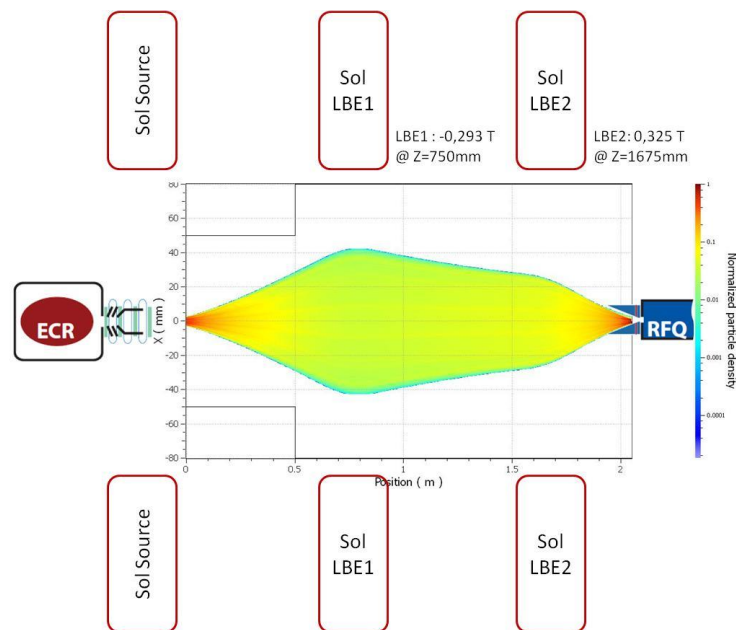 Sol Source
Sol
LBE1
Sol
LBE2
LBE1 : -0,293 T
@ Z=750mm
LBE2: 0,325 T
@ Z=1675mm
80
60
40
20
0
-20
-40
-60
-80
X ( mm )
ECR
RFQ
0
0.5
1
1.5
2
Position ( m )
1
0.1
0.01
0.001
0.0001
Normalized particle density
Sol Source
Sol
LBE1
Sol
LBE2